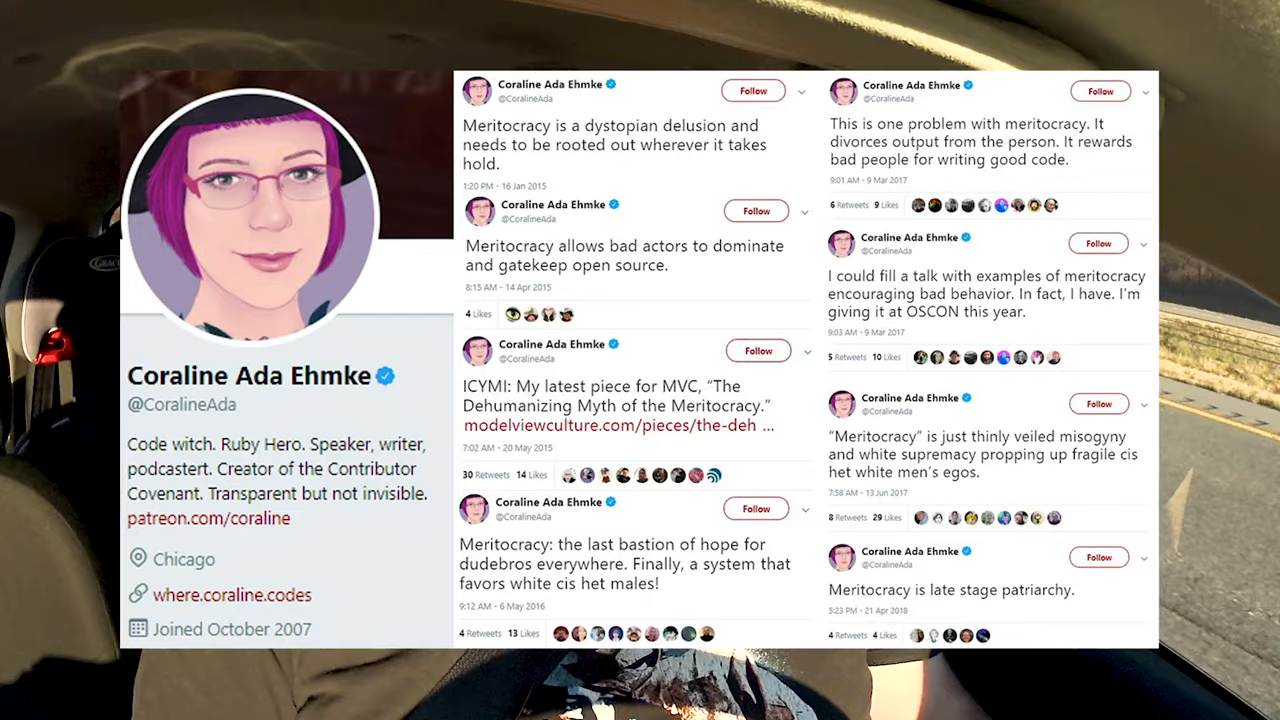 Coraline Ada Ehmke
@CoralineAda
Code witch. Ruby Hero. Speaker, writer,
podcastert. Creator of the Contributor
Covenant. Transparent but not invisible.
patreon.com/coraline
Chicago
where.coraline.codes
Joined October 2007
Coraline Ada Ehmke
@CoralineAda
Follow
Meritocracy is a dystopian delusion and
needs to be rooted out wherever it takes
hold.
1:20 PM - 16 Jan 2015
Coraline Ada Ehmke
@CoralineAda
Follow
Meritocracy allows bad actors to dominate
and gatekeep open source.
8:15 AM - 14 Apr 2015
4 Likes
Coraline Ada Ehmke
@CoralineAda
Follow
ICYMI: My latest piece for MVC, “The
Dehumanizing Myth of the Meritocracy.”
modelviewculture.com/pieces/the-deh ...
7:02 AM - 20 May 2015
30 Retweets 14 Likes
Coraline Ada Ehmke
@CoralineAda
Follow
Meritocracy: the last bastion of hope for
dudebros everywhere. Finally, a system that
favors white cis het males!
9:12 AM - 6 May 2016
4 Retweets 13 Likes
Coraline Ada Ehmke
@CoralineAda
Follow
This is one problem with meritocracy. It
divorces output from the person. It rewards
bad people for writing good code.
9:01 AM - 9 Mar 2017
6 Retweets 9 Likes
Coraline Ada Ehmke
@CoralineAda
Follow
I could fill a talk with examples of meritocracy
encouraging bad behavior. In fact, I have. I’m
giving it at OSCON this year.
9:03 AM - 9 Mar 2017
5 Retweets 10 Likes
Coraline Ada Ehmke
@CoralineAda
Follow
“Meritocracy” is just thinly veiled misogyny
and white supremacy propping up fragile cis
het white men’s egos.
7:58 AM - 13 Jun 2017
8 Retweets 29 Likes
Coraline Ada Ehmke
@CoralineAda
Follow
Meritocracy is late stage patriarchy.
5:23 PM - 21 Apr 2018
4 Retweets 4 Likes